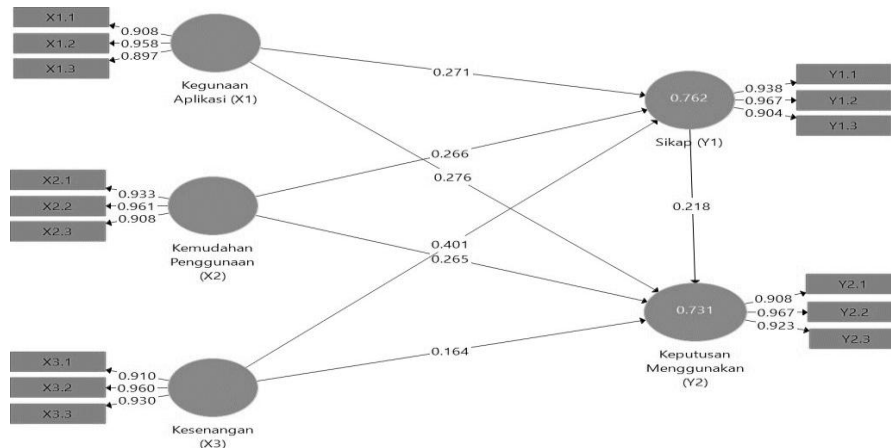 X1.1
X1.2
X1.3
0.908
0.958
0.897
Kegunaan
Aplikasi (X1)
X2.1
X2.2
X2.3
0.933
0.961
0.908
Kemudahan
Penggunaan
(X2)
X3.1
X3.2
X3.3
0.910
0.960
0.930
Kesenangan
(X3)
0.271
0.266
0.276
0.401
0.265
0.164
0.762
Sikap (Y1)
0.938
0.967
0.904
Y1.1
Y1.2
Y1.3
0.218
0.731
Keputusan
Menggunakan
(Y2)
0.908
0.967
0.923
Y2.1
Y2.2
Y2.3